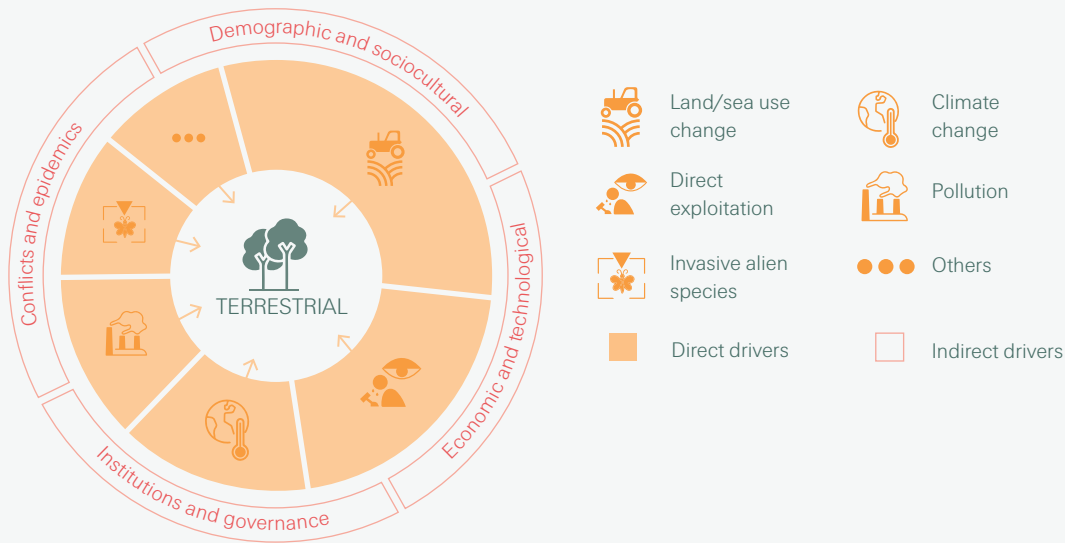 Demographic and sociocultural
Conflicts and epidemics
Economic and technological
Institutions and governance
TERRESTRIAL
Land/sea use
change
Climate
change
Direct
exploitation
Pollution
Invasive alien
species
Others
Direct drivers
Indirect drivers